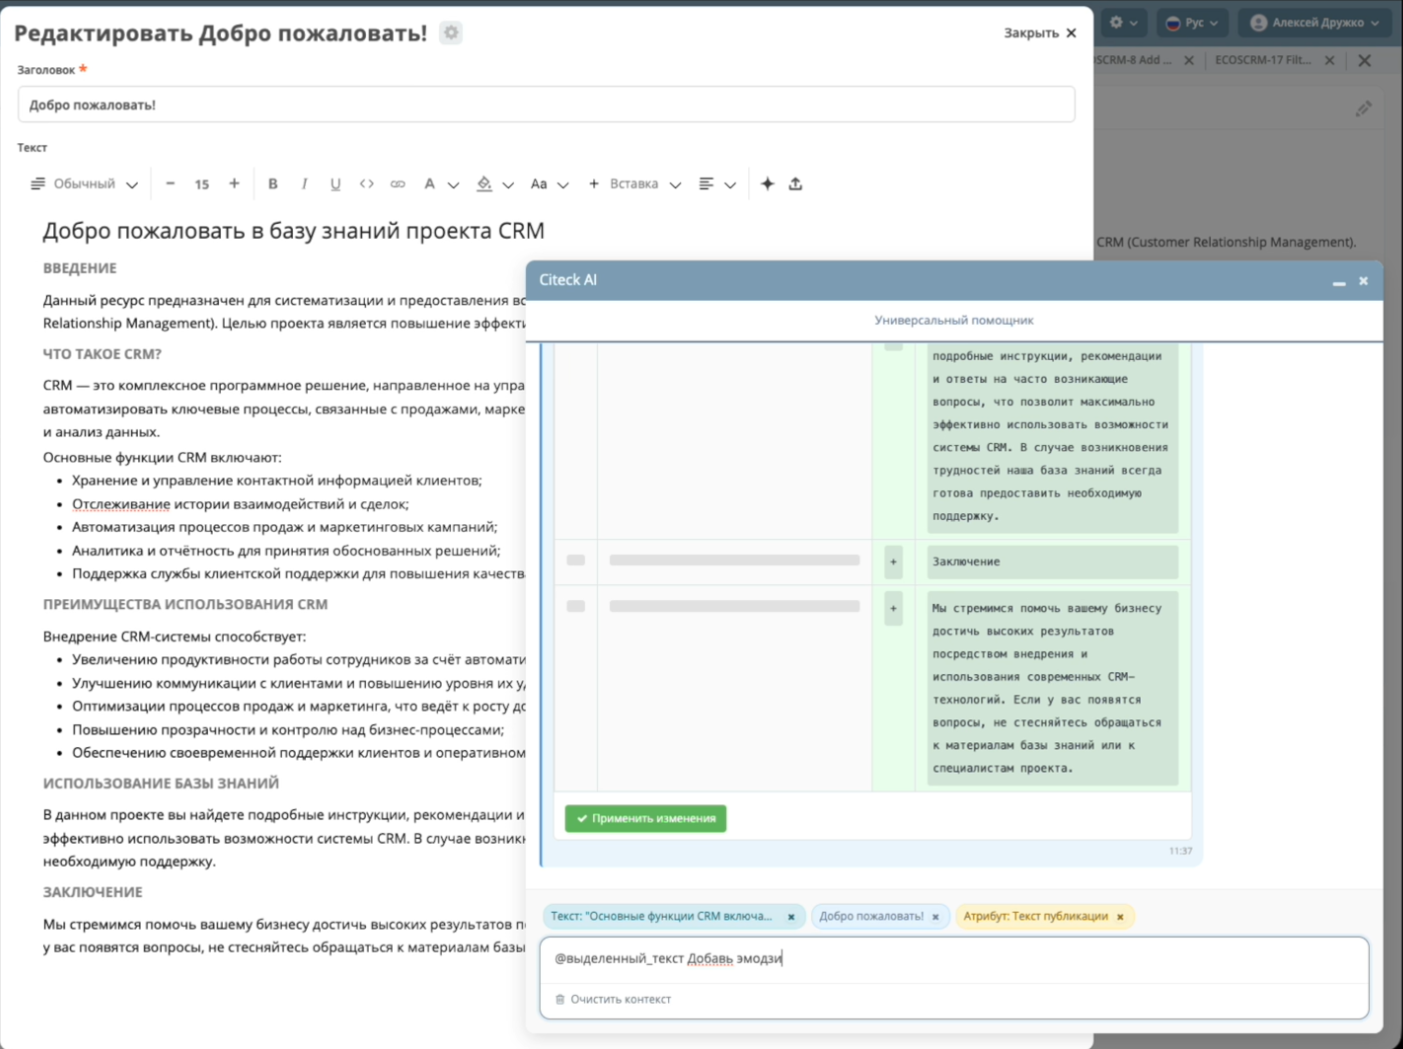 Редактировать Добро пожаловать!
Закрыть ×
Рус
Алексей Дружко
SCRM-8 Add ... ×
ECOSCRM-17 Filt... ×
Заголовок *
Добро пожаловать!
Текст
Обычный
− 15 +
B I U <> A Aa + Вставка
CRM (Customer Relationship Management).
Добро пожаловать в базу знаний проекта CRM
ВВЕДЕНИЕ
Данный ресурс предназначен для систематизации и предоставления вс
Relationship Management). Целью проекта является повышение эффекти
ЧТО ТАКОЕ CRM?
CRM — это комплексное программное решение, направленное на упра
автоматизировать ключевые процессы, связанные с продажами, марке
и анализ данных.
Основные функции CRM включают:
• Хранение и управление контактной информацией клиентов;
• Отслеживание истории взаимодействий и сделок;
• Автоматизация процессов продаж и маркетинговых кампаний;
• Аналитика и отчётность для принятия обоснованных решений;
• Поддержка службы клиентской поддержки для повышения качеств
ПРЕИМУЩЕСТВА ИСПОЛЬЗОВАНИЯ CRM
Внедрение CRM-системы способствует:
• Увеличению продуктивности работы сотрудников за счёт автомати
• Улучшению коммуникации с клиентами и повышению уровня их у
• Оптимизации процессов продаж и маркетинга, что ведёт к росту до
• Повышению прозрачности и контролю над бизнес-процессами;
• Обеспечению своевременной поддержки клиентов и оперативном
ИСПОЛЬЗОВАНИЕ БАЗЫ ЗНАНИЙ
В данном проекте вы найдете подробные инструкции, рекомендации и
эффективно использовать возможности системы CRM. В случае возникн
необходимую поддержку.
ЗАКЛЮЧЕНИЕ
Мы стремимся помочь вашему бизнесу достичь высоких результатов п
у вас появятся вопросы, не стесняйтесь обращаться к материалам базы
Citeck AI
Универсальный помощник
подробные инструкции, рекомендации
и ответы на часто возникающие
вопросы, что позволит максимально
эффективно использовать возможности
системы CRM. В случае возникновения
трудностей наша база знаний всегда
готова предоставить необходимую
поддержку.
+ Заключение
+ Мы стремимся помочь вашему бизнесу
достичь высоких результатов
посредством внедрения и
использования современных CRM-
технологий. Если у вас появятся
вопросы, не стесняйтесь обращаться
к материалам базы знаний или к
специалистам проекта.
Применить изменения
11:37
Текст: "Основные функции CRM включа... ×
Добро пожаловать! ×
Атрибут: Текст публикации ×
@выделенный_текст Добавь эмодзи
Очистить контекст